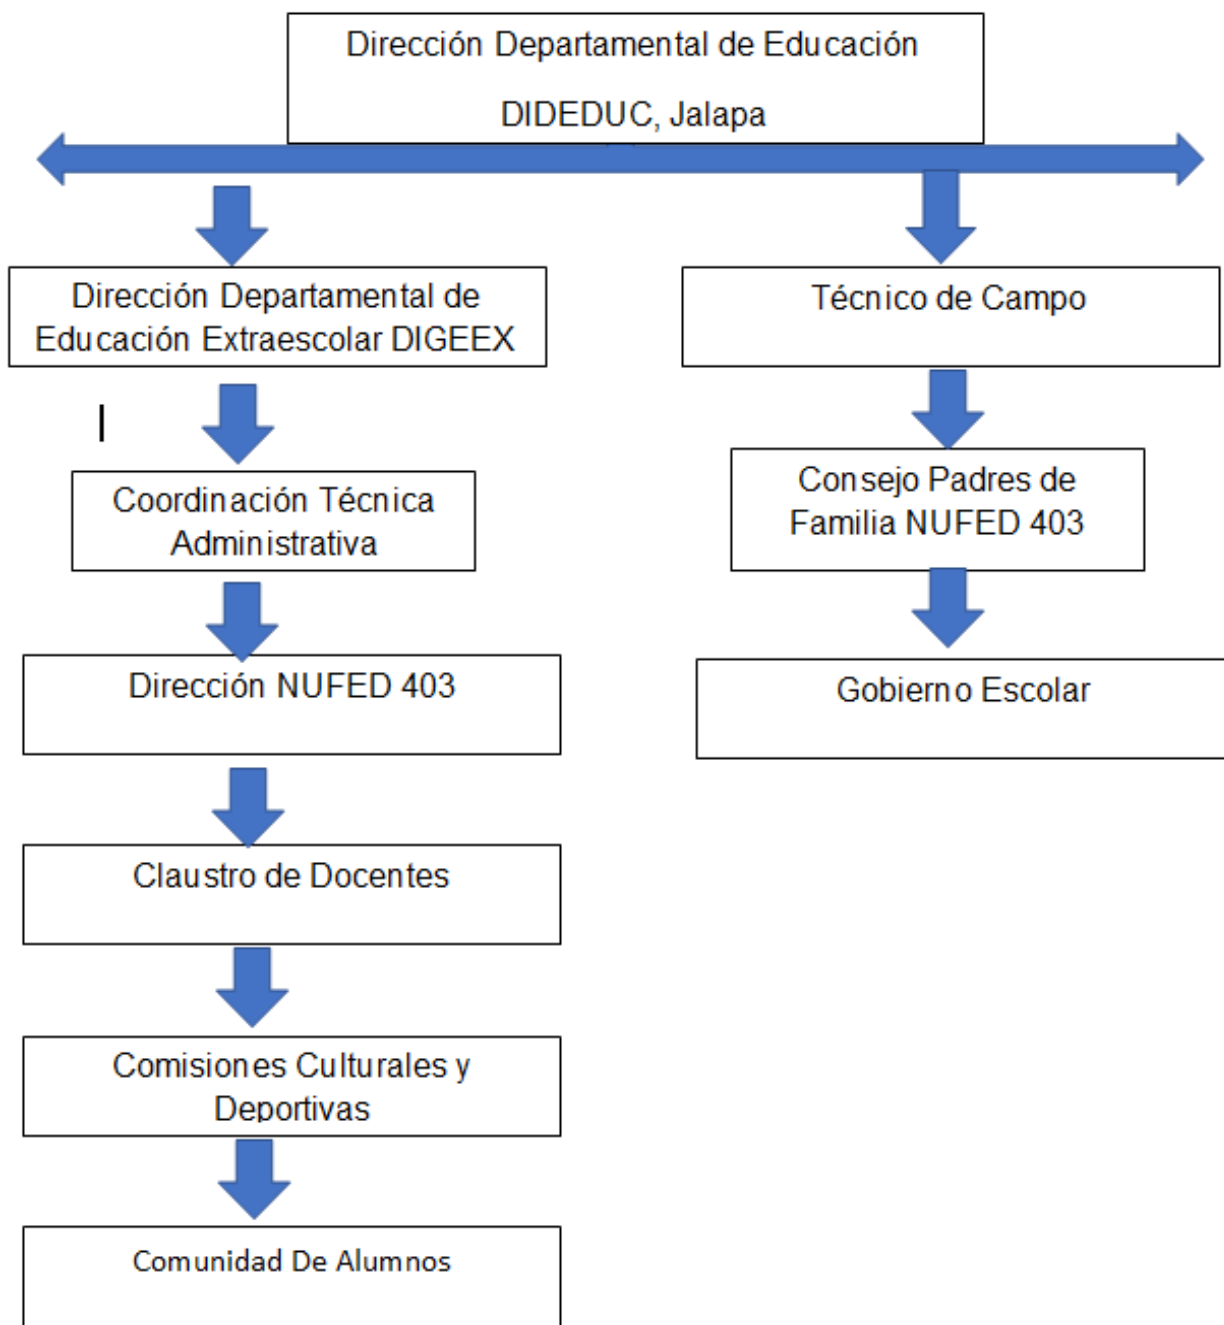 Dirección Departamental de Educación
DIDEDUC, Jalapa
Dirección Departamental de
Educación Extraescolar DIGEEX
Técnico de Campo
Coordinación Técnica
Administrativa
Consejo Padres de
Familia NUFED 403
Dirección NUFED 403
Gobierno Escolar
Claustro de Docentes
Comisiones Culturales y
Deportivas
Comunidad De Alumnos